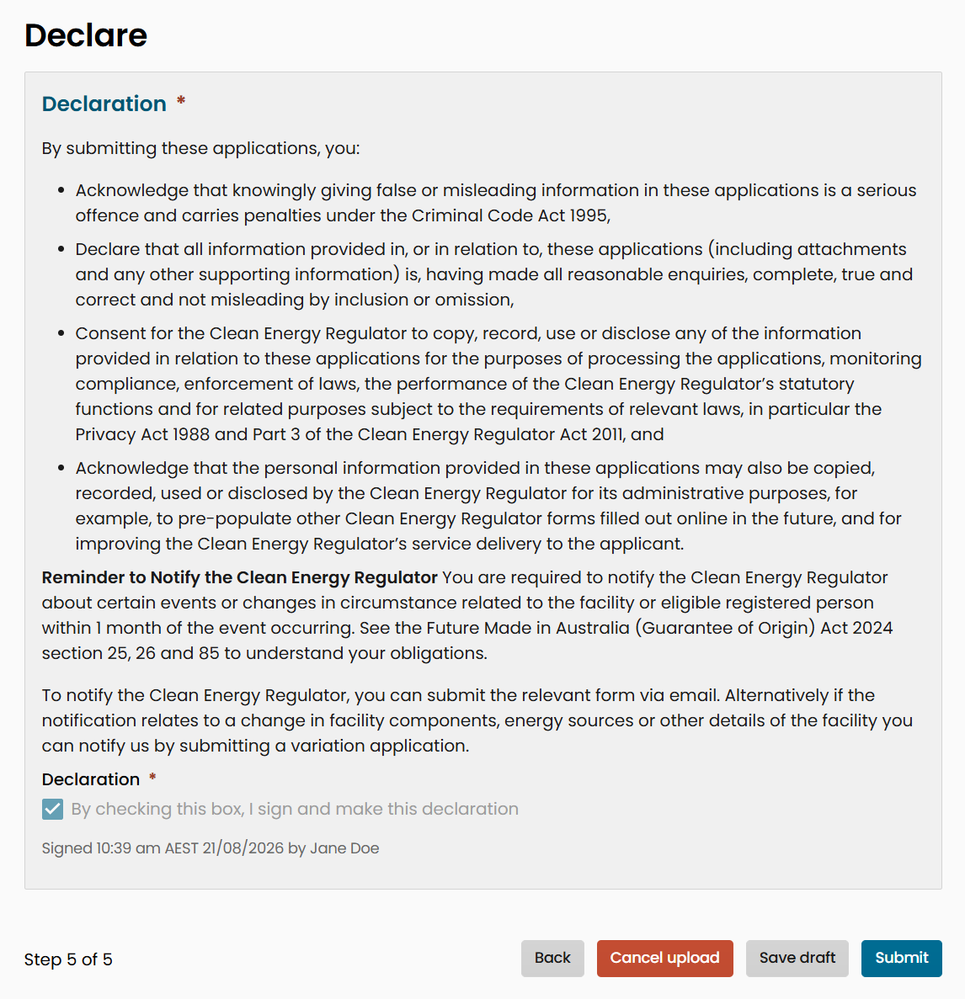 Declare
Declaration *
By submitting these applications, you:
• Acknowledge that knowingly giving false or misleading information in these applications is a serious
offence and carries penalties under the Criminal Code Act 1995,
• Declare that all information provided in, or in relation to, these applications (including attachments
and any other supporting information) is, having made all reasonable enquiries, complete, true and
correct and not misleading by inclusion or omission,
• Consent for the Clean Energy Regulator to copy, record, use or disclose any of the information
provided in relation to these applications for the purposes of processing the applications, monitoring
compliance, enforcement of laws, the performance of the Clean Energy Regulator’s statutory
functions and for related purposes subject to the requirements of relevant laws, in particular the
Privacy Act 1988 and Part 3 of the Clean Energy Regulator Act 2011, and
• Acknowledge that the personal information provided in these applications may also be copied,
recorded, used or disclosed by the Clean Energy Regulator for its administrative purposes, for
example, to pre-populate other Clean Energy Regulator forms filled out online in the future, and for
improving the Clean Energy Regulator’s service delivery to the applicant.
Reminder to Notify the Clean Energy Regulator You are required to notify the Clean Energy Regulator
about certain events or changes in circumstance related to the facility or eligible registered person
within 1 month of the event occurring. See the Future Made in Australia (Guarantee of Origin) Act 2024
section 25, 26 and 85 to understand your obligations.
To notify the Clean Energy Regulator, you can submit the relevant form via email. Alternatively if the
notification relates to a change in facility components, energy sources or other details of the facility you
can notify us by submitting a variation application.
Declaration *
By checking this box, I sign and make this declaration
Signed 10:39 am AEST 21/08/2026 by Jane Doe
Step 5 of 5
Back
Cancel upload
Save draft
Submit